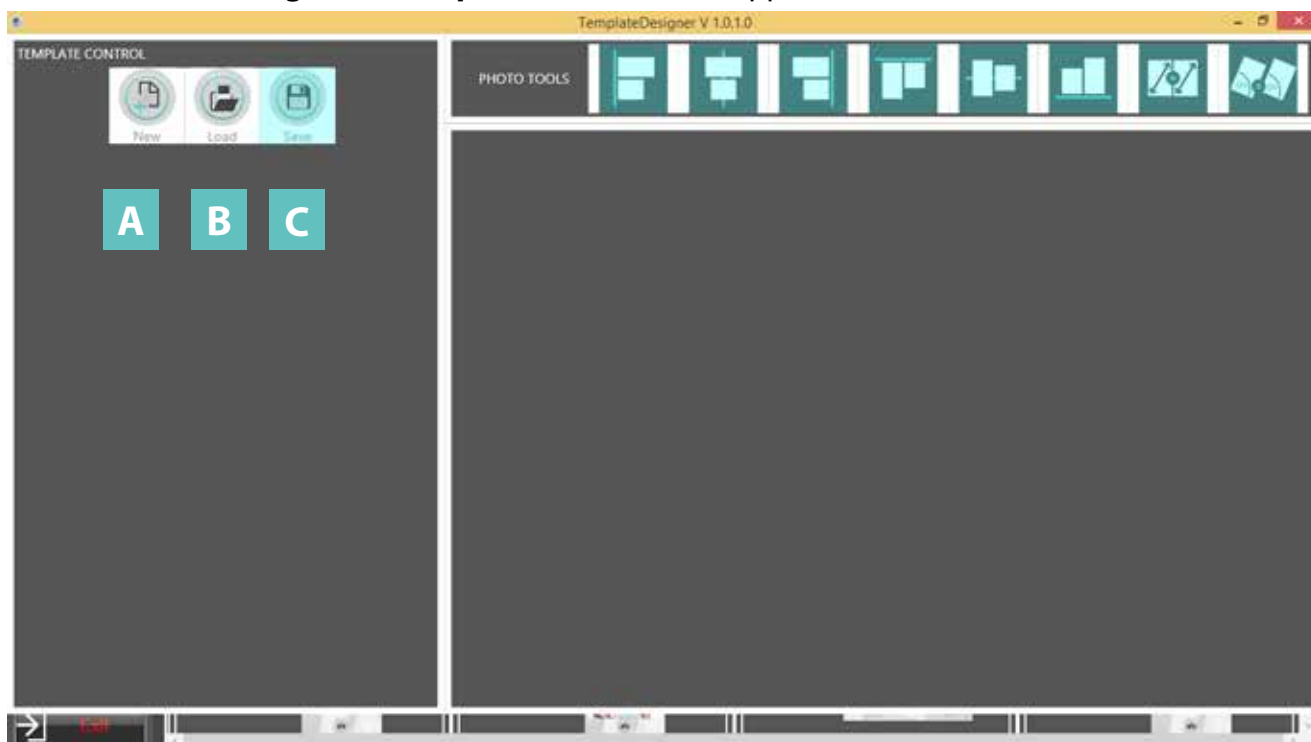 TemplateDesigner V 1.0.1.0
TEMPLATE CONTROL
New Load Save
PHOTO TOOLS
A B C
Exit